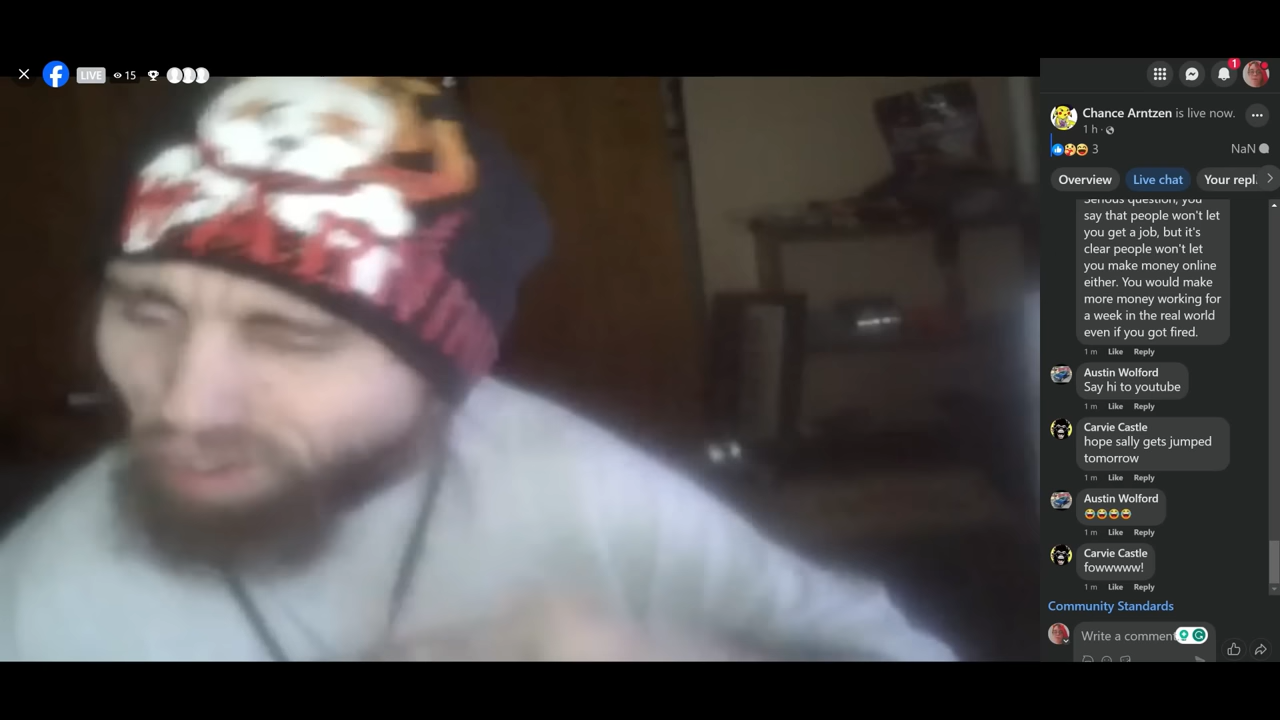 LIVE
15
1
Chance Arntzen is live now.
1 h
3
NaN
Overview
Live chat
Your repl.
Serious question, you
say that people won't let
you get a job, but it's
clear people won't let
you make money online
either. You would make
more money working for
a week in the real world
even if you got fired.
1 m Like Reply
Austin Wolford
Say hi to youtube
1 m Like Reply
Carvie Castle
hope sally gets jumped
tomorrow
1 m Like Reply
Austin Wolford
😂😂😂😂
1 m Like Reply
Carvie Castle
fowwwww!
1 m Like Reply
Community Standards
Write a comment